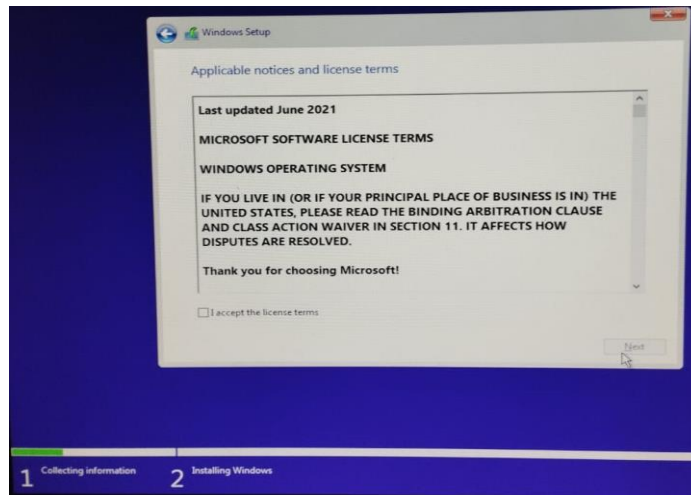 Windows Setup
Applicable notices and license terms
Last updated June 2021
MICROSOFT SOFTWARE LICENSE TERMS
WINDOWS OPERATING SYSTEM
IF YOU LIVE IN (OR IF YOUR PRINCIPAL PLACE OF BUSINESS IS IN) THE
UNITED STATES, PLEASE READ THE BINDING ARBITRATION CLAUSE
AND CLASS ACTION WAIVER IN SECTION 11. IT AFFECTS HOW
DISPUTES ARE RESOLVED.
Thank you for choosing Microsoft!
I accept the license terms
Next
1 Collecting information
2 Installing Windows